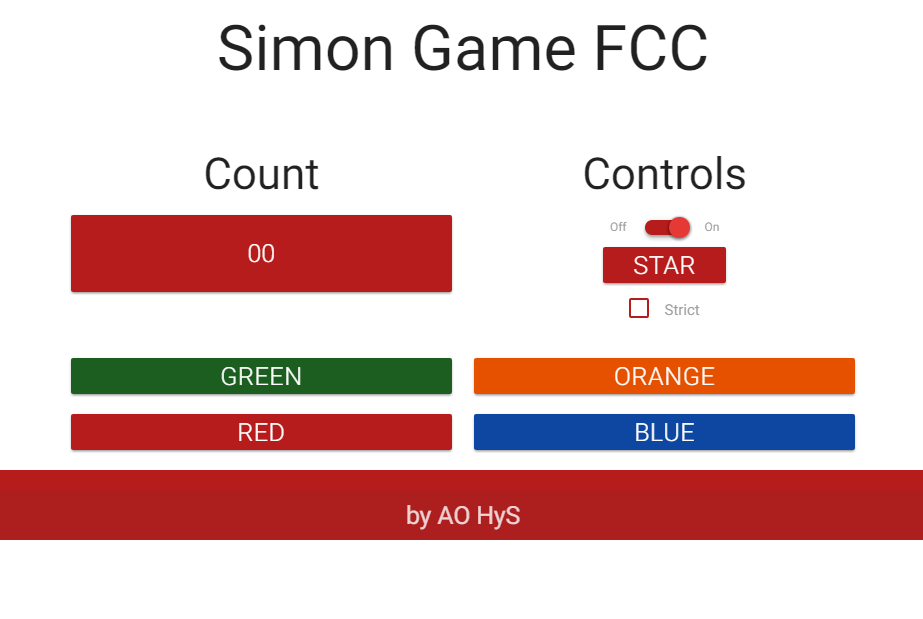 Simon Game FCC
Count
Controls
00
Off On
STAR
Strict
GREEN
ORANGE
RED
BLUE
by AO HyS